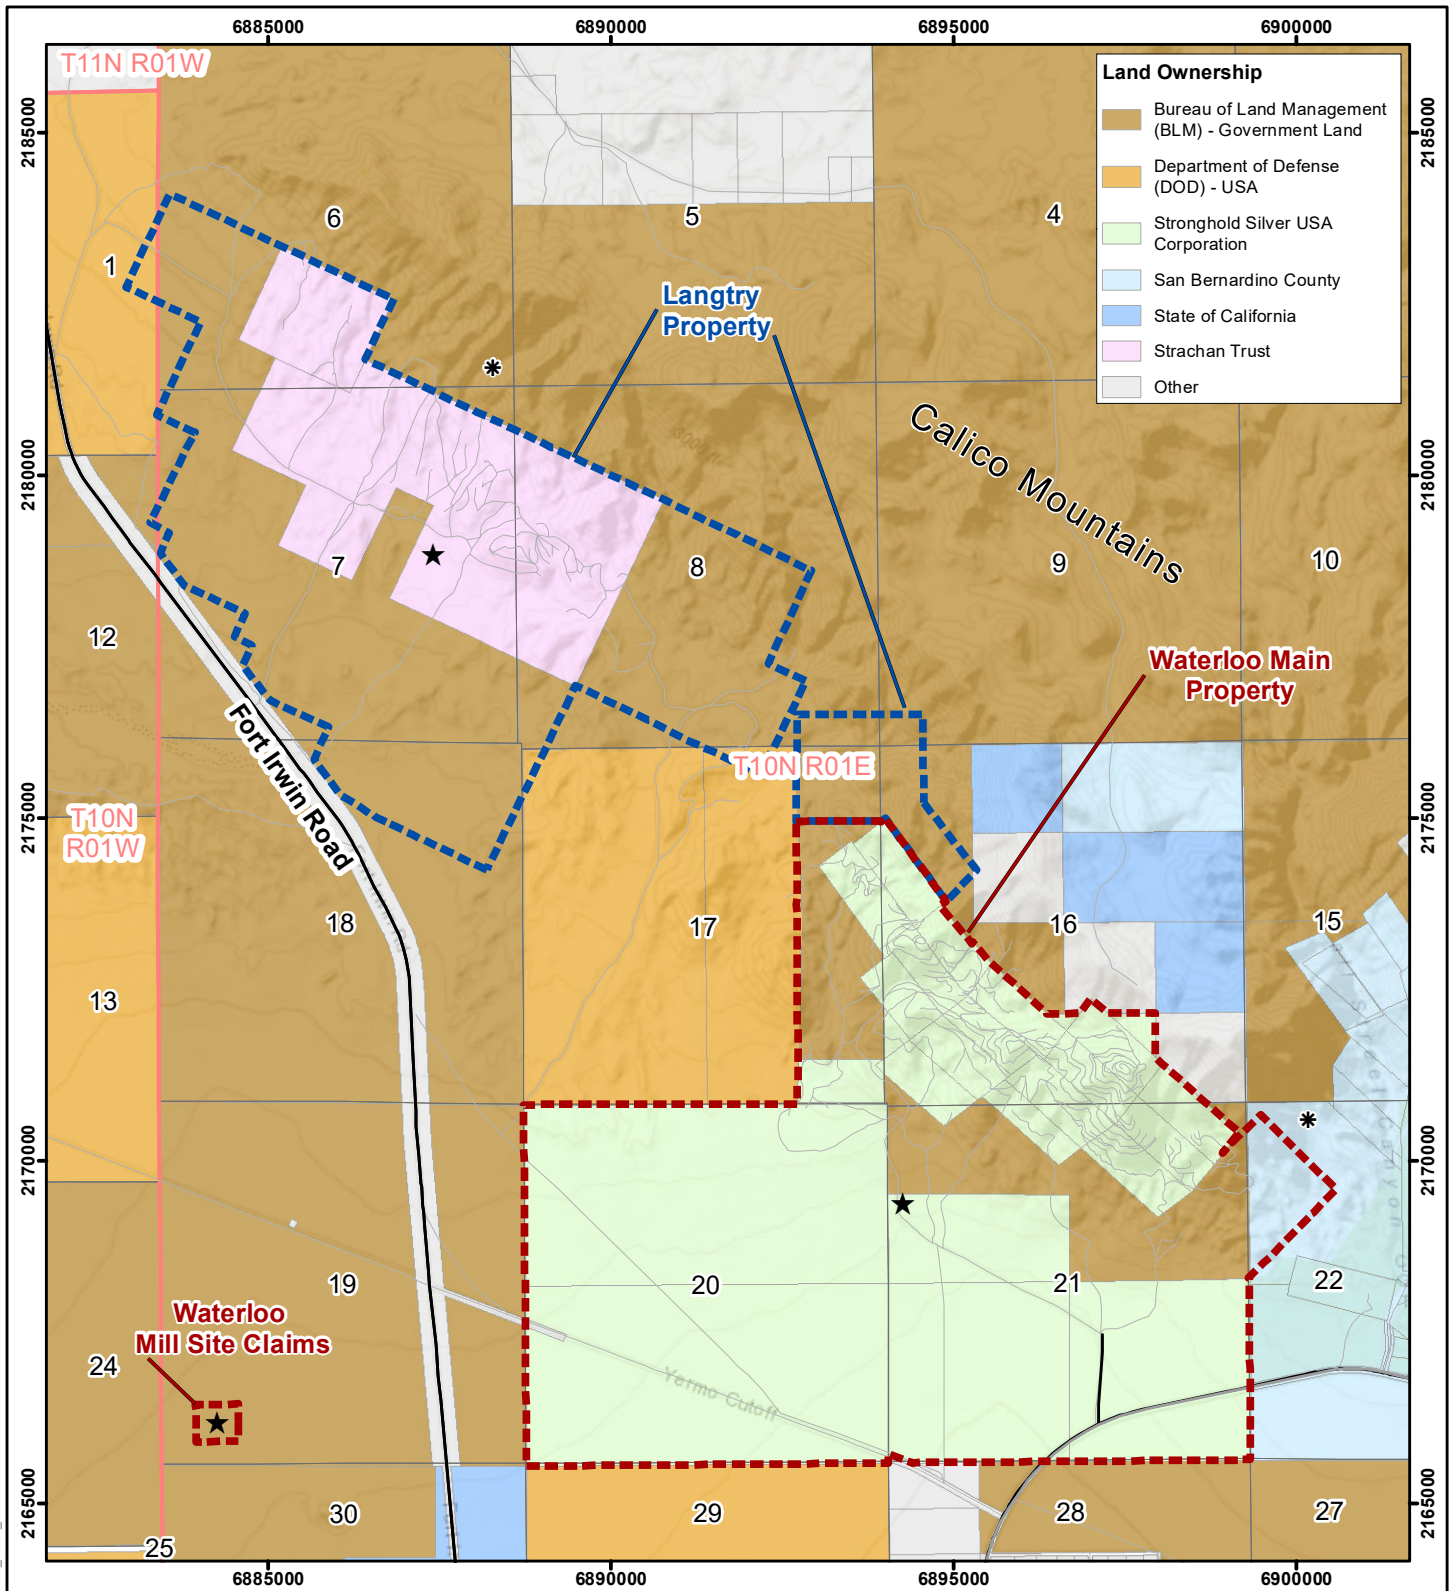 6885000
6890000
6895000
6900000
T11N R01W
Land Ownership
Bureau of Land Management
(BLM) - Government Land
Department of Defense
(DOD) - USA
Stronghold Silver USA
Corporation
San Bernardino County
State of California
Strachan Trust
Other
2185000
2185000
6
5
4
1
Langtry
Property
Calico Mountains
3000
2180000
2180000
7
8
9
10
12
Waterloo Main
Property
Fort Irwin Road
T10N R01E
T10N
R01W
2175000
2175000
18
17
16
15
13
2170000
2170000
19
20
21
22
Waterloo
Mill Site Claims
24
Yermo Cutoff
2165000
2165000
30
29
28
27
25
6885000
6890000
6895000
6900000